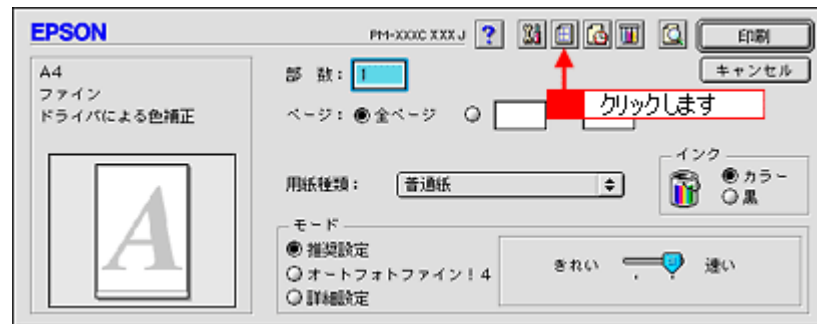 EPSON
PM-XXXC XXX J
?
印刷
キャンセル
A4
ファイン
ドライバによる色補正
A
部 数：1
ページ：全ページ
クリックします
用紙種類：普通紙
インク
カラー
黒
モード
推奨設定
オートフォトファイン！4
詳細設定
きれい
速い